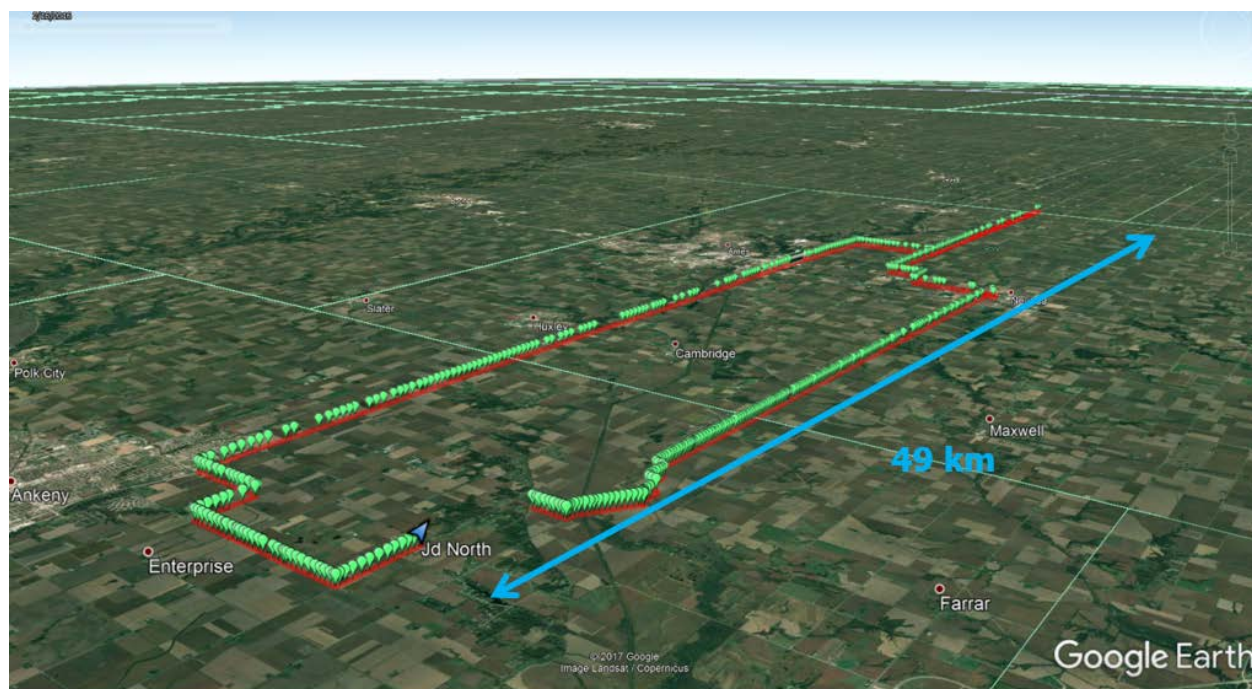 Ames
Slater
Huxley
Cambridge
Polk City
Maxwell
49 km
Ankeny
Jd North
Enterprise
Farrar
©2017 Google
Image Landsat / Copernicus
Google Earth